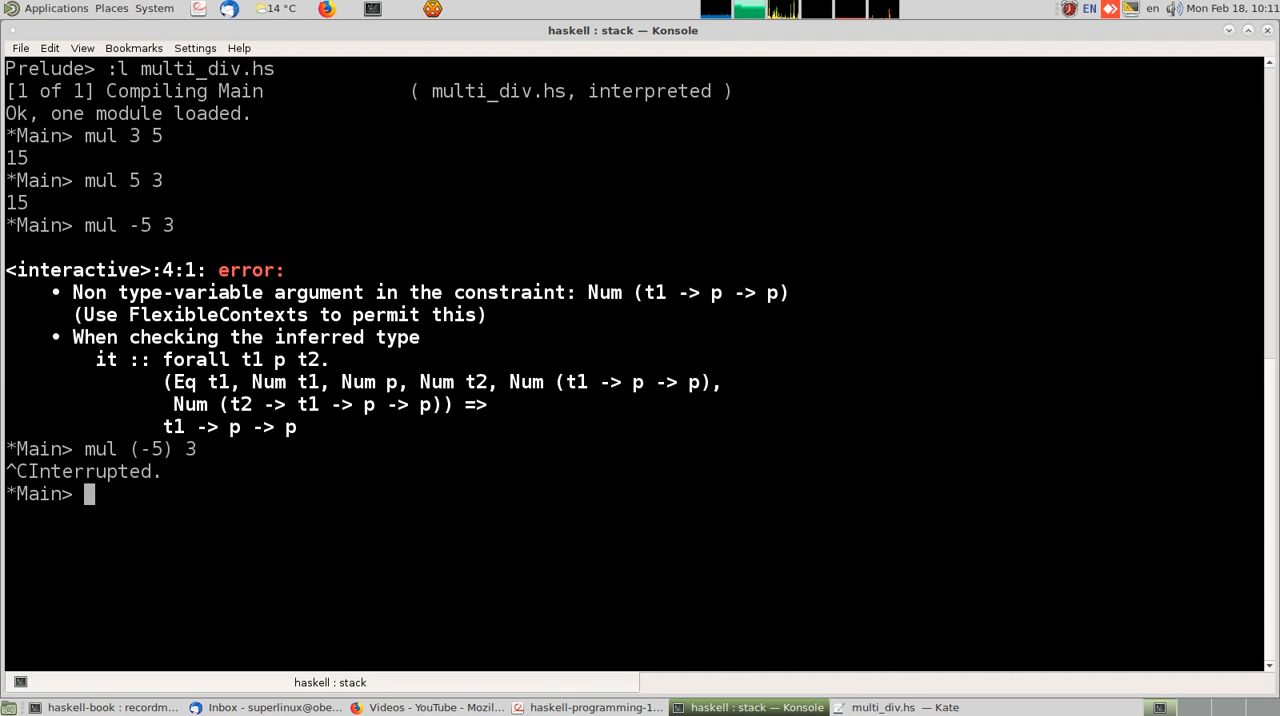 Applications Places System 14 °C EN en Mon Feb 18, 10:11
haskell : stack — Konsole
File Edit View Bookmarks Settings Help
Prelude> :l multi_div.hs
[1 of 1] Compiling Main             ( multi_div.hs, interpreted )
Ok, one module loaded.
*Main> mul 3 5
15
*Main> mul 5 3
15
*Main> mul -5 3
<interactive>:4:1: error:
    • Non type-variable argument in the constraint: Num (t1 -> p -> p)
      (Use FlexibleContexts to permit this)
    • When checking the inferred type
        it :: forall t1 p t2.
              (Eq t1, Num t1, Num p, Num t2, Num (t1 -> p -> p),
               Num (t2 -> t1 -> p -> p)) =>
              t1 -> p -> p
*Main> mul (-5) 3
^CInterrupted.
*Main>
haskell : stack
haskell-book : recordm... Inbox - superlinux@obe... Videos - YouTube - Mozil... haskell-programming-1... haskell : stack — Konsole multi_div.hs — Kate